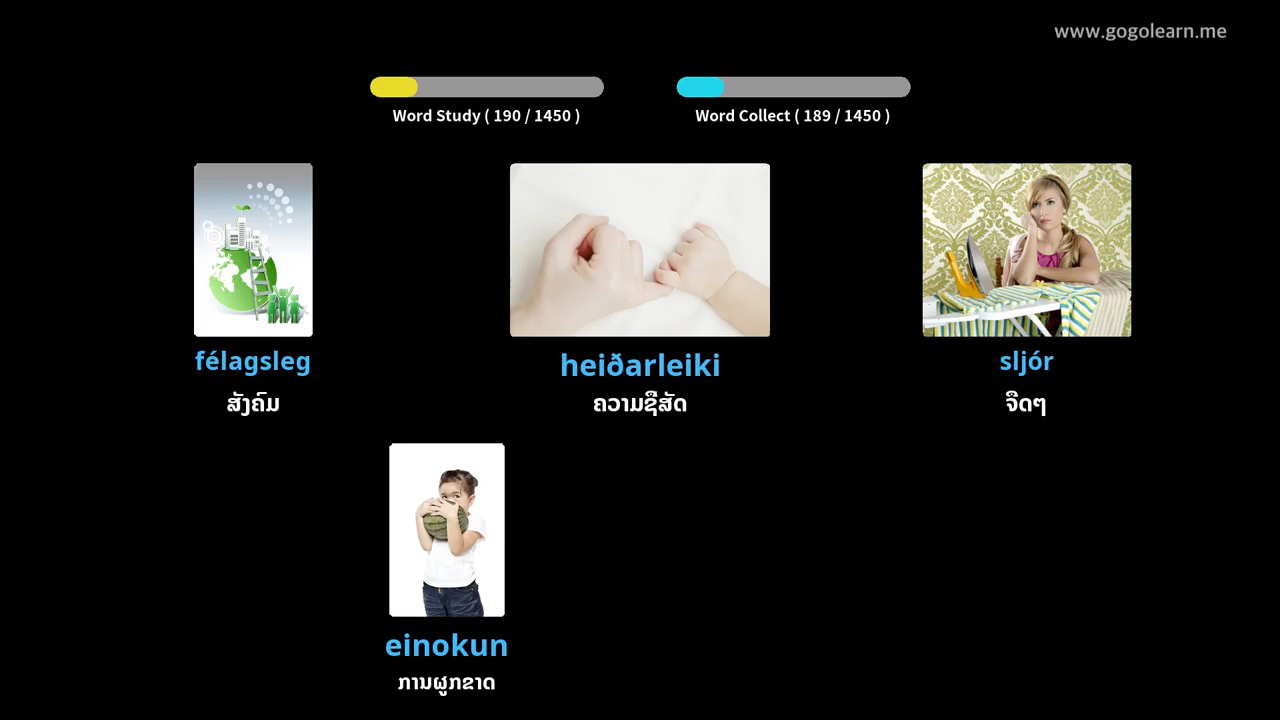 www.gogolearn.me
Word Study ( 190 / 1450 )
Word Collect ( 189 / 1450 )
félagsleg
ສັງຄົມ
heiðarleiki
ຄວາມຊືສັດ
sljór
ຈືດໆ
einokun
ການຜູກຂາດ